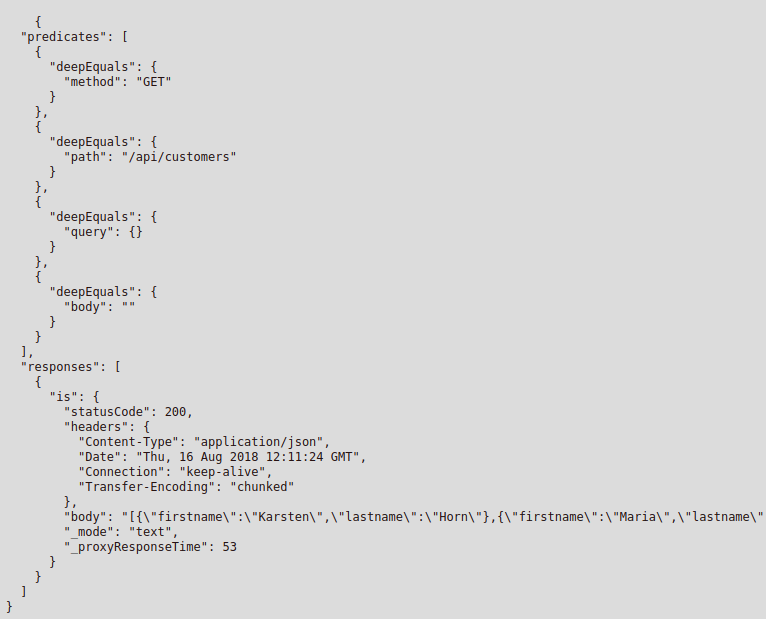 {
  "predicates": [
    {
      "deepEquals": {
        "method": "GET"
      }
    },
    {
      "deepEquals": {
        "path": "/api/customers"
      }
    },
    {
      "deepEquals": {
        "query": {}
      }
    },
    {
      "deepEquals": {
        "body": ""
      }
    }
  ],
  "responses": [
    {
      "is": {
        "statusCode": 200,
        "headers": {
          "Content-Type": "application/json",
          "Date": "Thu, 16 Aug 2018 12:11:24 GMT",
          "Connection": "keep-alive",
          "Transfer-Encoding": "chunked"
        },
        "body": "[{\"firstname\":\"Karsten\",\"lastname\":\"Horn\"},{\"firstname\":\"Maria\",\"lastname\"
        "_mode": "text",
        "_proxyResponseTime": 53
      }
    }
  ]
}